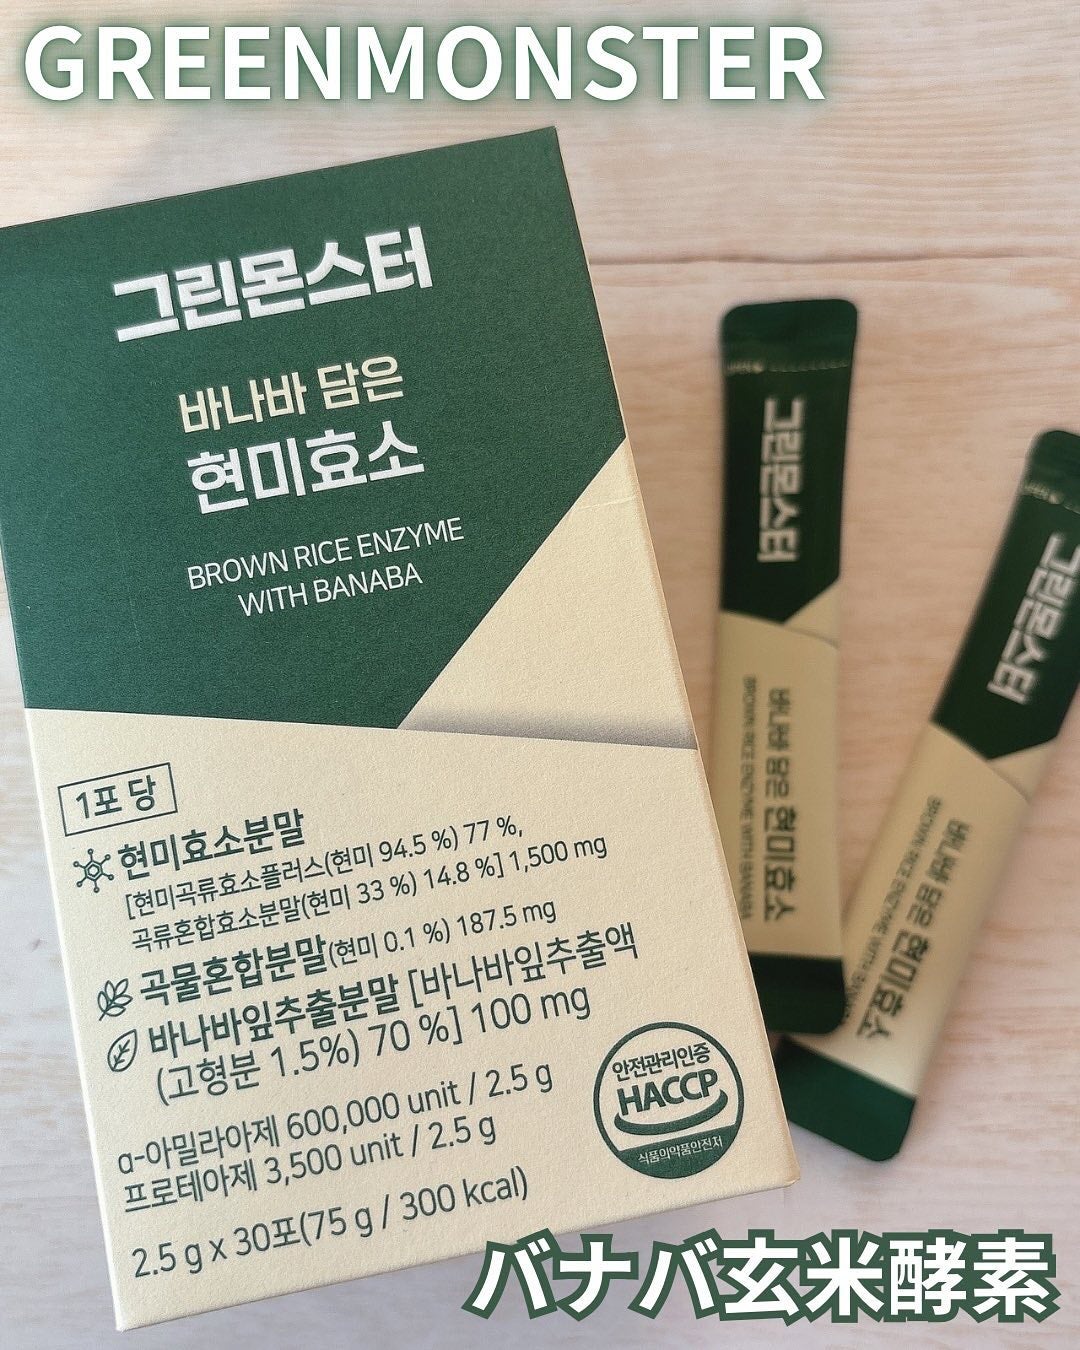 GREENMONSTER
그린몬스터
바나바 담은
현미효소
BROWN RICE ENZYME
WITH BANABA
1포 당
현미효소분말
[현미곡류효소플러스(현미 94.5 %) 77 %,
곡류혼합효소분말(현미 33 %) 14.8 %] 1,500 mg
곡물혼합분말(현미 0.1 %) 187.5 mg
바나바잎추출분말 [바나바잎추출액
(고형분 1.5%) 70 %] 100 mg
α-아밀라아제 600,000 unit / 2.5 g
프로테아제 3,500 unit / 2.5 g
2.5 g x 30포(75 g / 300 kcal)
안전관리인증
HACCP
식품의약품안전처
그린몬스터
바나바 담은 현미효소
BROWN RICE ENZYME WITH BANABA
그린몬스터
바나바 담은 현미효소
BROWN RICE ENZYME WITH BANABA
バナバ玄米酵素